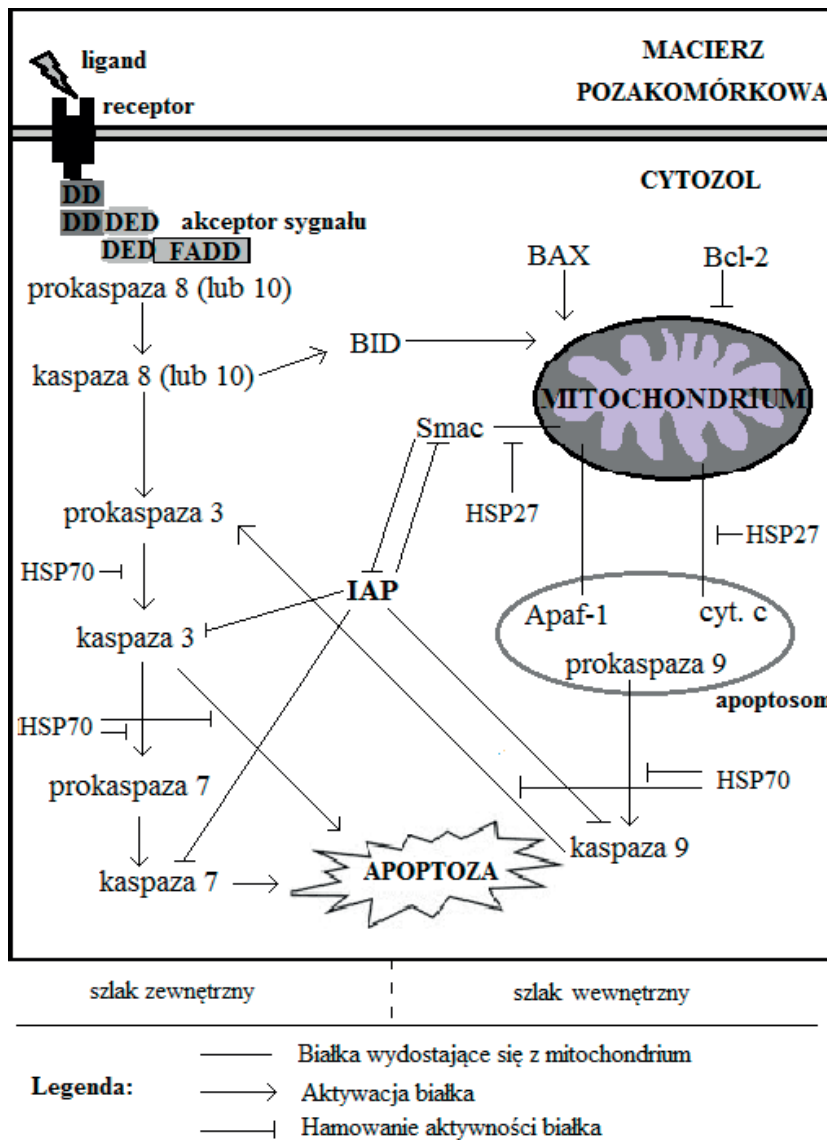 ligand
receptor
MACIERZ
POZAKOMÓRKOWA
CYTOZOL
DD
DD DED
akceptor sygnału
DED FADD
prokaspaza 8 (lub 10)
BAX
Bcl-2
BID
kaspaza 8 (lub 10)
MITOCHONDRIUM
Smac
prokaspaza 3
HSP27
HSP27
HSP70
IAP
Apaf-1
cyt. c
kaspaza 3
prokaspaza 9
apoptosom
HSP70
prokaspaza 7
HSP70
kaspaza 9
kaspaza 7
APOPTOZA
szlak zewnętrzny
szlak wewnętrzny
Legenda:
Białka wydostające się z mitochondrium
Aktywacja białka
Hamowanie aktywności białka